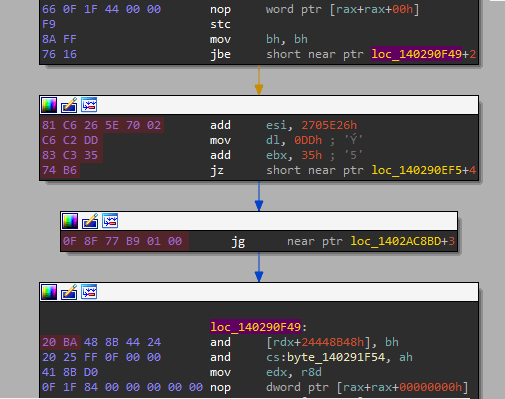 66 0F 1F 44 00 00 nop word ptr [rax+rax+00h]
F9 stc
8A FF mov bh, bh
76 16 jbe short near ptr loc_140290F49+2
81 C6 26 5E 70 02 add esi, 2705E26h
C6 C2 DD mov dl, 0DDh ; 'Ý'
83 C3 35 add ebx, 35h ; '5'
74 B6 jz short near ptr loc_140290EF5+4
0F 8F 77 B9 01 00 jg near ptr loc_1402AC8BD+3
loc_140290F49:
20 BA 48 8B 44 24 and [rdx+24448B48h], bh
20 25 FF 0F 00 00 and cs:byte_140291F54, ah
41 8B D0 mov edx, r8d
0F 1F 84 00 00 00 00 00 nop dword ptr [rax+rax+00000000h]